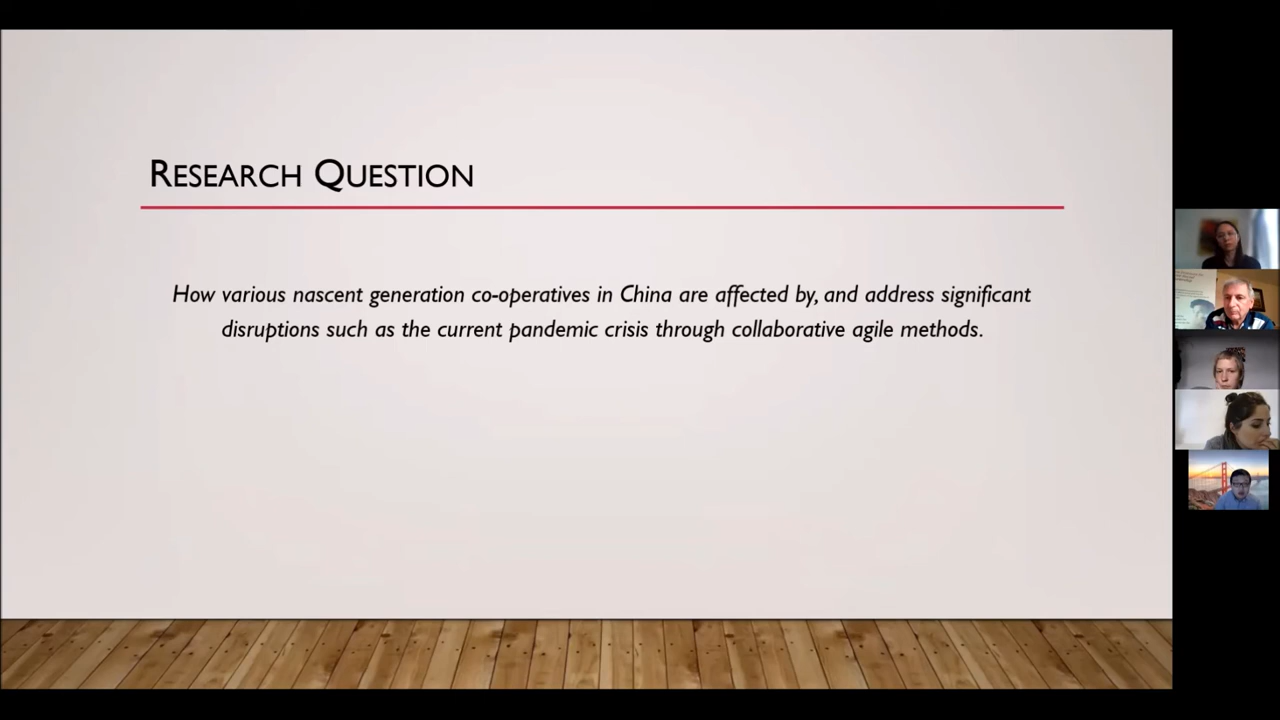 RESEARCH QUESTION
How various nascent generation co-operatives in China are affected by, and address significant
disruptions such as the current pandemic crisis through collaborative agile methods.